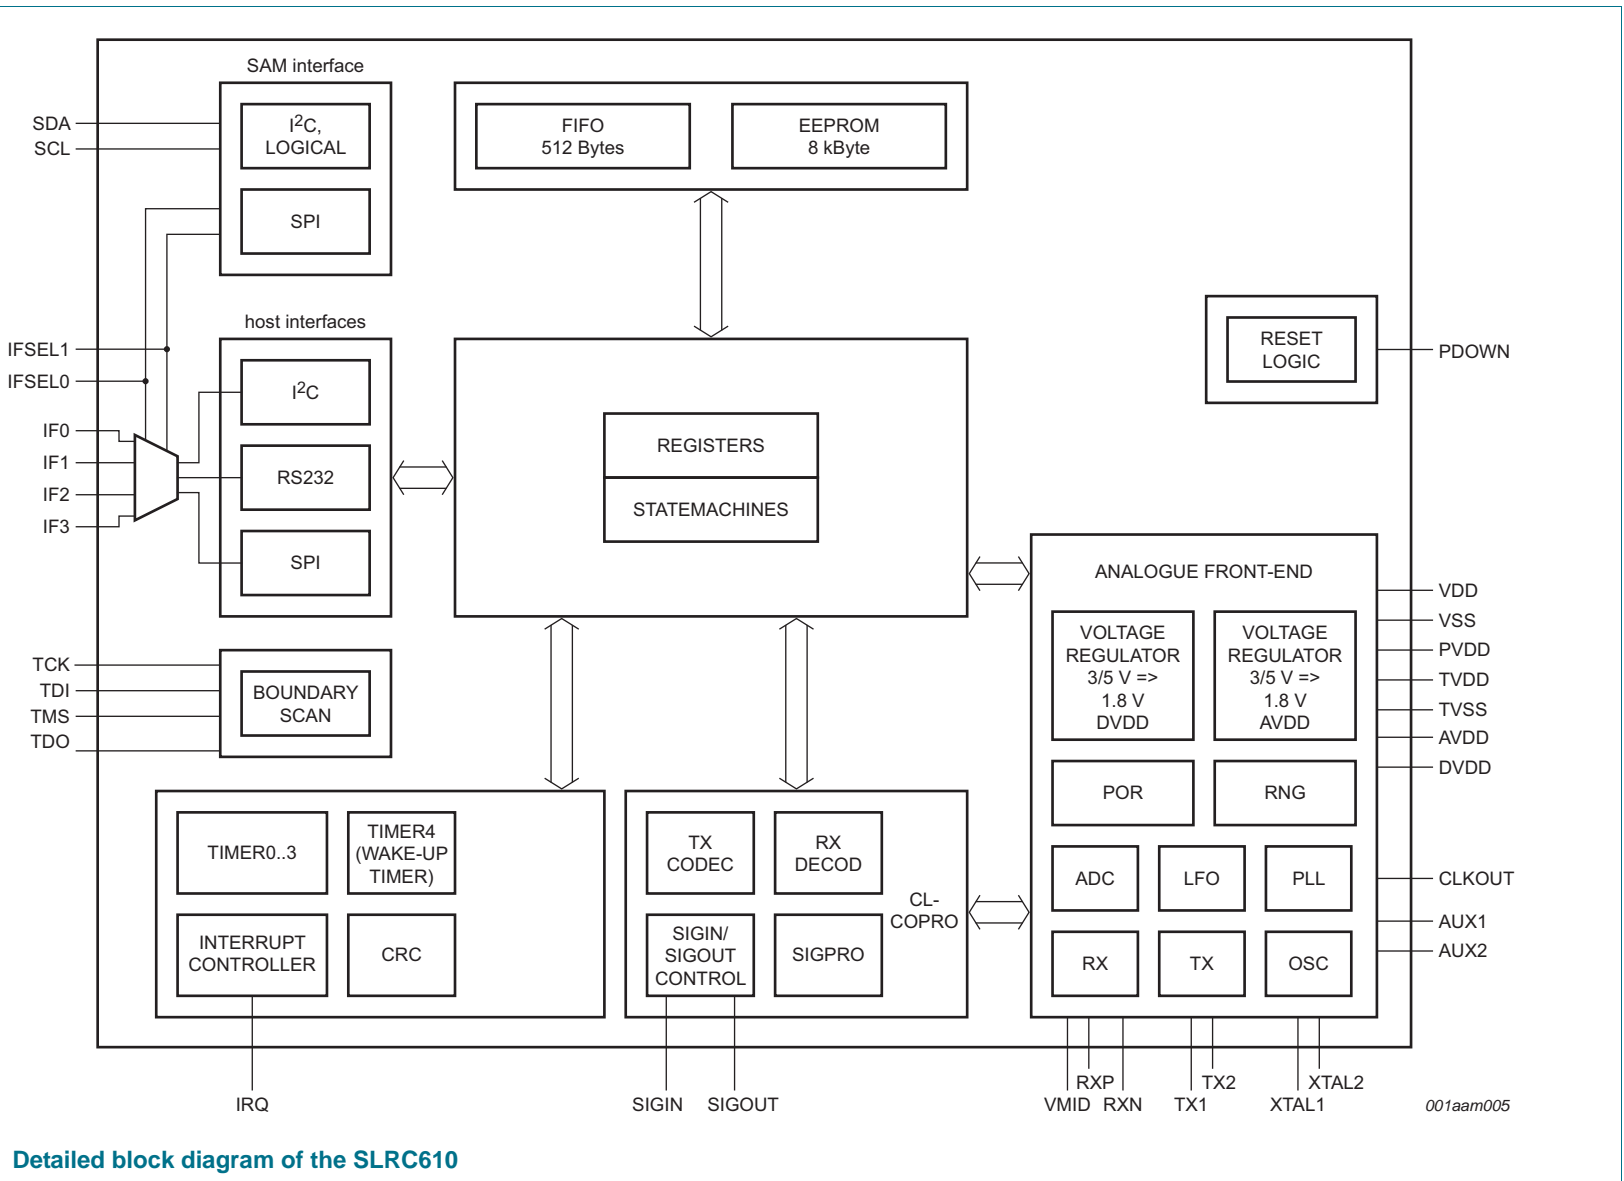 SAM interface
SDA
SCL
I2C,
LOGICAL
SPI
FIFO
512 Bytes
EEPROM
8 kByte
host interfaces
IFSEL1
IFSEL0
IF0
IF1
IF2
IF3
I2C
RS232
SPI
REGISTERS
STATEMACHINES
RESET
LOGIC
PDOWN
TCK
TDI
TMS
TDO
BOUNDARY
SCAN
ANALOGUE FRONT-END
VOLTAGE
REGULATOR
3/5 V =>
1.8 V
DVDD
VOLTAGE
REGULATOR
3/5 V =>
1.8 V
AVDD
POR
RNG
ADC
LFO
PLL
RX
TX
OSC
VDD
VSS
PVDD
TVDD
TVSS
AVDD
DVDD
CLKOUT
AUX1
AUX2
TIMER0..3
TIMER4
(WAKE-UP
TIMER)
INTERRUPT
CONTROLLER
CRC
TX
CODEC
RX
DECOD
SIGIN/
SIGOUT
CONTROL
SIGPRO
CL-
COPRO
IRQ
SIGIN
SIGOUT
VMID
RXP
RXN
TX1
TX2
XTAL1
XTAL2
001aam005
Detailed block diagram of the SLRC610